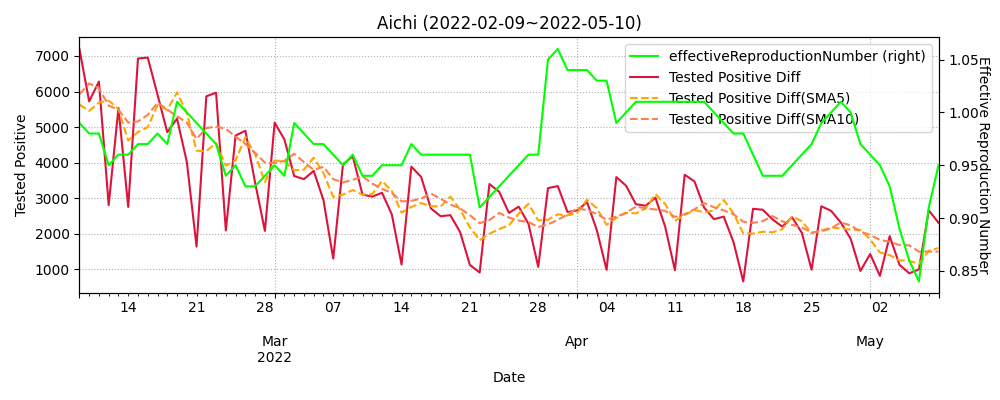 Aichi (2022-02-09~2022-05-10)
effectiveReproductionNumber (right)
Tested Positive Diff
Tested Positive Diff(SMA5)
Tested Positive Diff(SMA10)
Tested Positive
7000
6000
5000
4000
3000
2000
1000
Effective Reproduction Number
1.05
1.00
0.95
0.90
0.85
14 21 28 07 14 21 28 04 11 18 25 02
Mar Apr May
2022
Date